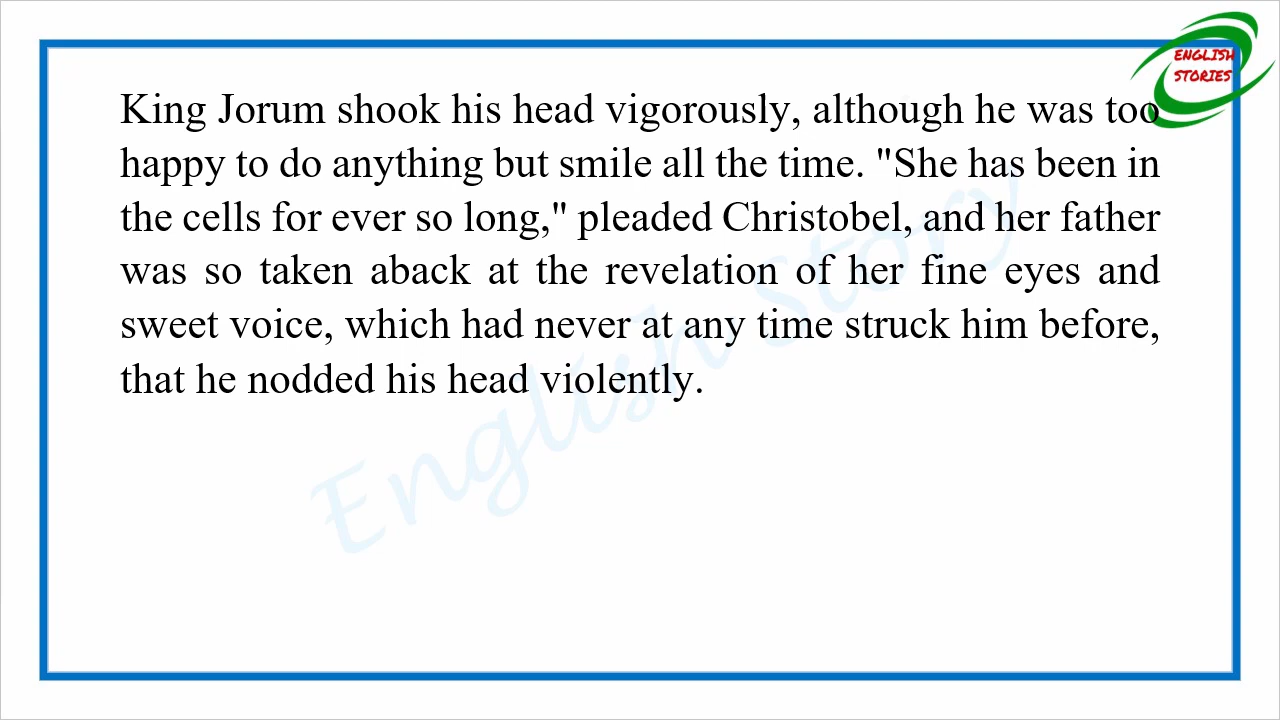 ENGLISH
STORIES
King Jorum shook his head vigorously, although he was too
happy to do anything but smile all the time. "She has been in
the cells for ever so long," pleaded Christobel, and her father
was so taken aback at the revelation of her fine eyes and
sweet voice, which had never at any time struck him before,
that he nodded his head violently.
English Story